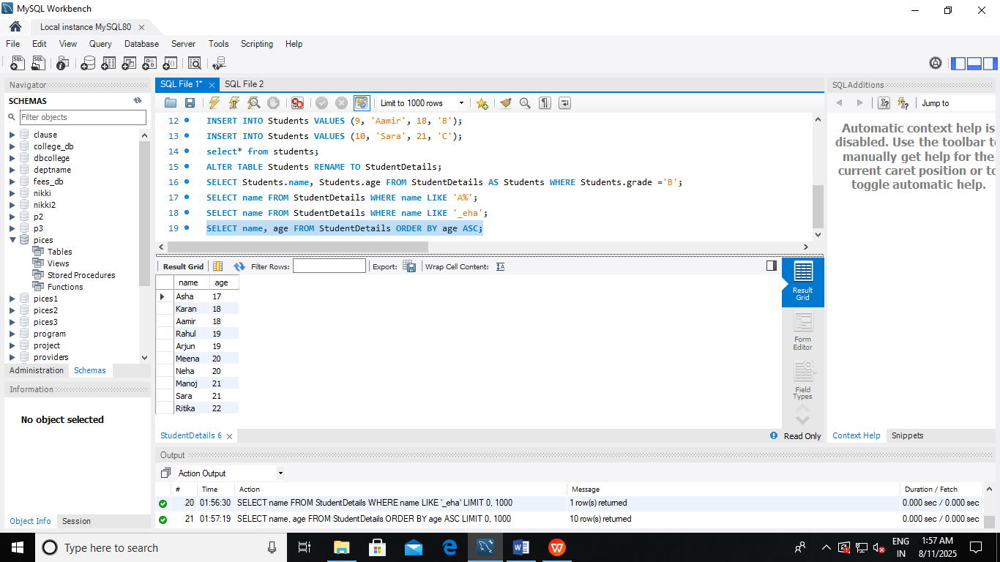 MySQL Workbench
Local instance MySQL80
File Edit View Query Database Server Tools Scripting Help
Navigator
SCHEMAS
Filter objects
clause
college_db
dbcollege
deptname
fees_db
nikki
nikki2
p2
p3
pices
Tables
Views
Stored Procedures
Functions
pices1
pices2
pices3
program
project
providers
Administration Schemas
Information
No object selected
Object Info Session
SQL File 1* SQL File 2
Limit to 1000 rows
12 INSERT INTO Students VALUES (9, 'Aamir', 18, 'B');
13 INSERT INTO Students VALUES (10, 'Sara', 21, 'C');
14 select* from students;
15 ALTER TABLE Students RENAME TO StudentDetails;
16 SELECT Students.name, Students.age FROM StudentDetails AS Students WHERE Students.grade ='B';
17 SELECT name FROM StudentDetails WHERE name LIKE 'A%';
18 SELECT name FROM StudentDetails WHERE name LIKE '_eha';
19 SELECT name, age FROM StudentDetails ORDER BY age ASC;
Result Grid Filter Rows: Export: Wrap Cell Content:
name age
Asha 17
Karan 18
Aamir 18
Rahul 19
Arjun 19
Meena 20
Neha 20
Manoj 21
Sara 21
Ritika 22
Result
Grid
Form
Editor
Field
Types
StudentDetails 6 Read Only
SQLAdditions
Jump to
Automatic context help is
disabled. Use the toolbar to
manually get help for the
current caret position or to
toggle automatic help.
Context Help Snippets
Output
Action Output
# Time Action Message Duration / Fetch
20 01:56:30 SELECT name FROM StudentDetails WHERE name LIKE '_eha' LIMIT 0, 1000 1 row(s) returned 0.000 sec / 0.000 sec
21 01:57:19 SELECT name, age FROM StudentDetails ORDER BY age ASC LIMIT 0, 1000 10 row(s) returned 0.000 sec / 0.000 sec
Type here to search
ENG
IN
1:57 AM
8/11/2025